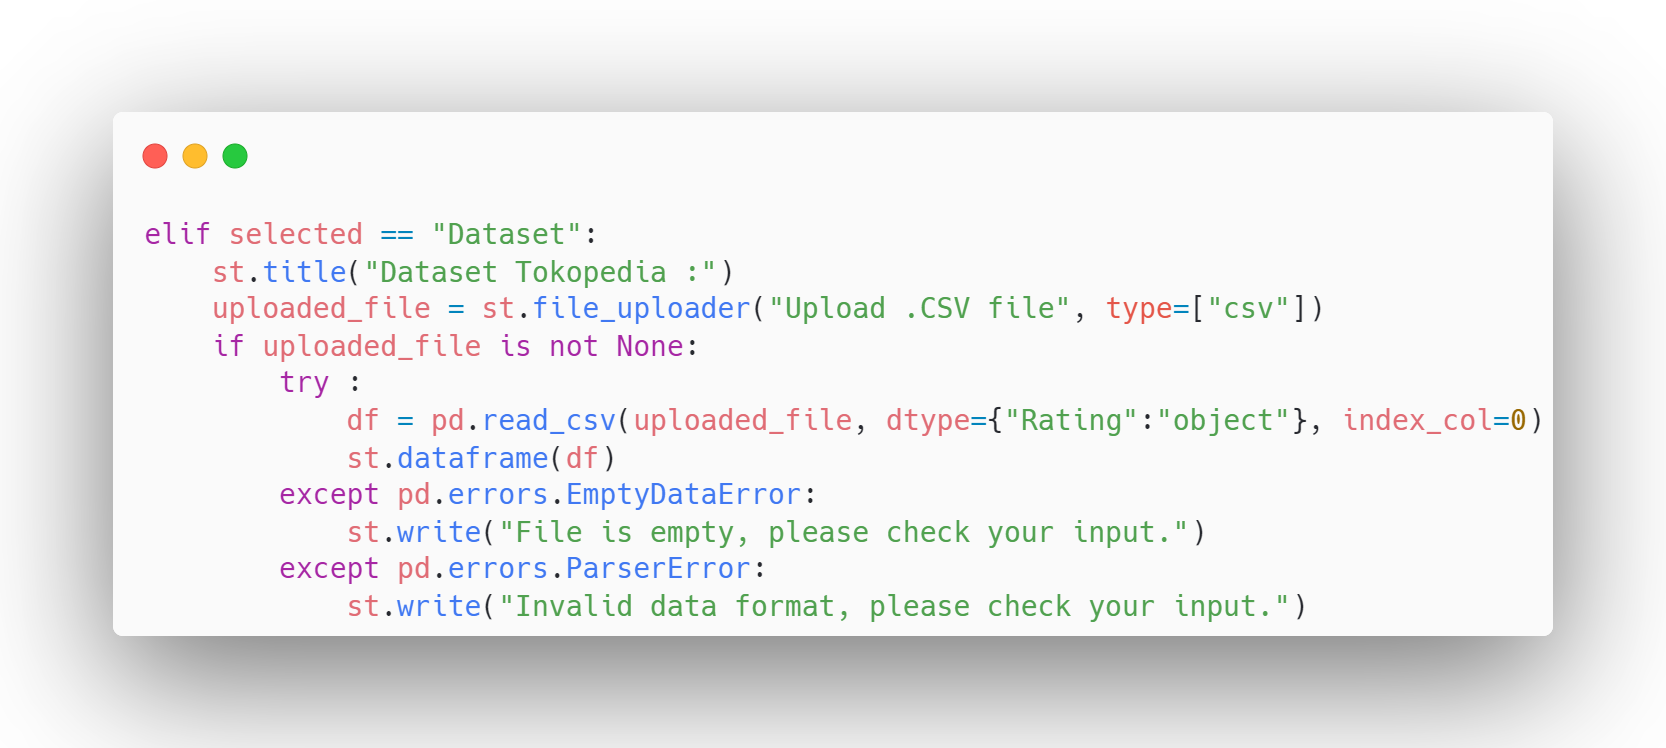 elif selected == "Dataset":
    st.title("Dataset Tokopedia :")
    uploaded_file = st.file_uploader("Upload .CSV file", type=["csv"])
    if uploaded_file is not None:
        try :
            df = pd.read_csv(uploaded_file, dtype={"Rating":"object"}, index_col=0)
            st.dataframe(df)
        except pd.errors.EmptyDataError:
            st.write("File is empty, please check your input.")
        except pd.errors.ParserError:
            st.write("Invalid data format, please check your input.")